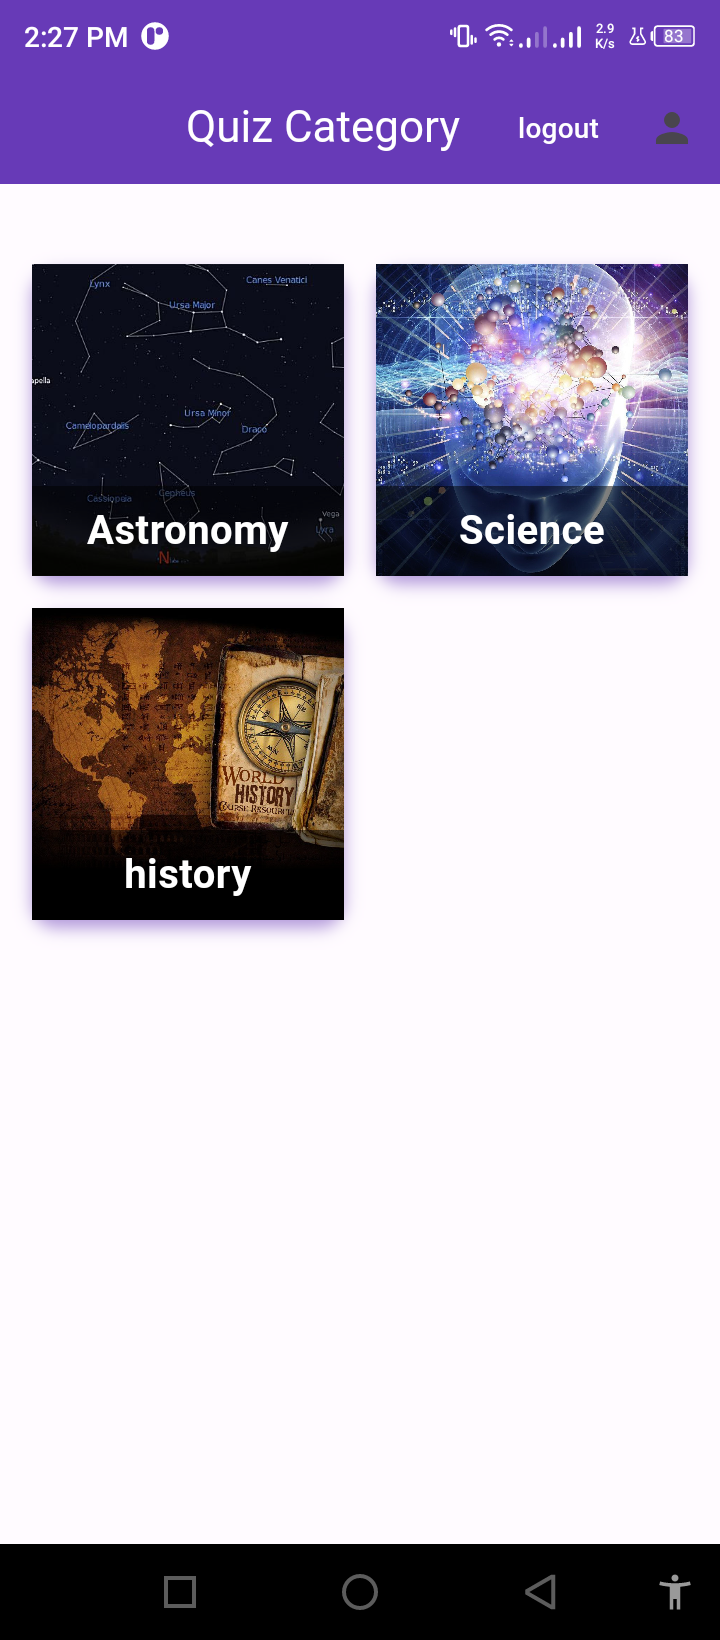 2:27 PM
2.9
K/s
83
Quiz Category
logout
Lynx
Canes Venatici
Ursa Major
apella
Ursa Minor
Camelopardalis
Draco
Cassiopeia
Cepheus
Vega
Lyra
Astronomy
N
Science
WORLD
HISTORY
COURSE RESOURCE
history